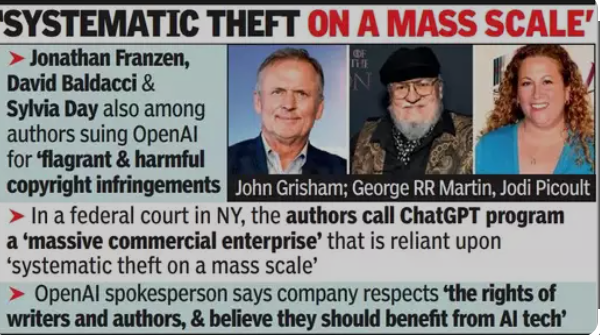 'SYSTEMATIC THEFT ON A MASS SCALE'
➤ Jonathan Franzen,
David Baldacci &
Sylvia Day also among
authors suing OpenAI
for 'flagrant & harmful
copyright infringements
OF
THE
ON
John Grisham; George RR Martin, Jodi Picoult
➤ In a federal court in NY, the authors call ChatGPT program
a 'massive commercial enterprise' that is reliant upon
'systematic theft on a mass scale'
➤ OpenAI spokesperson says company respects 'the rights of
writers and authors, & believe they should benefit from AI tech'